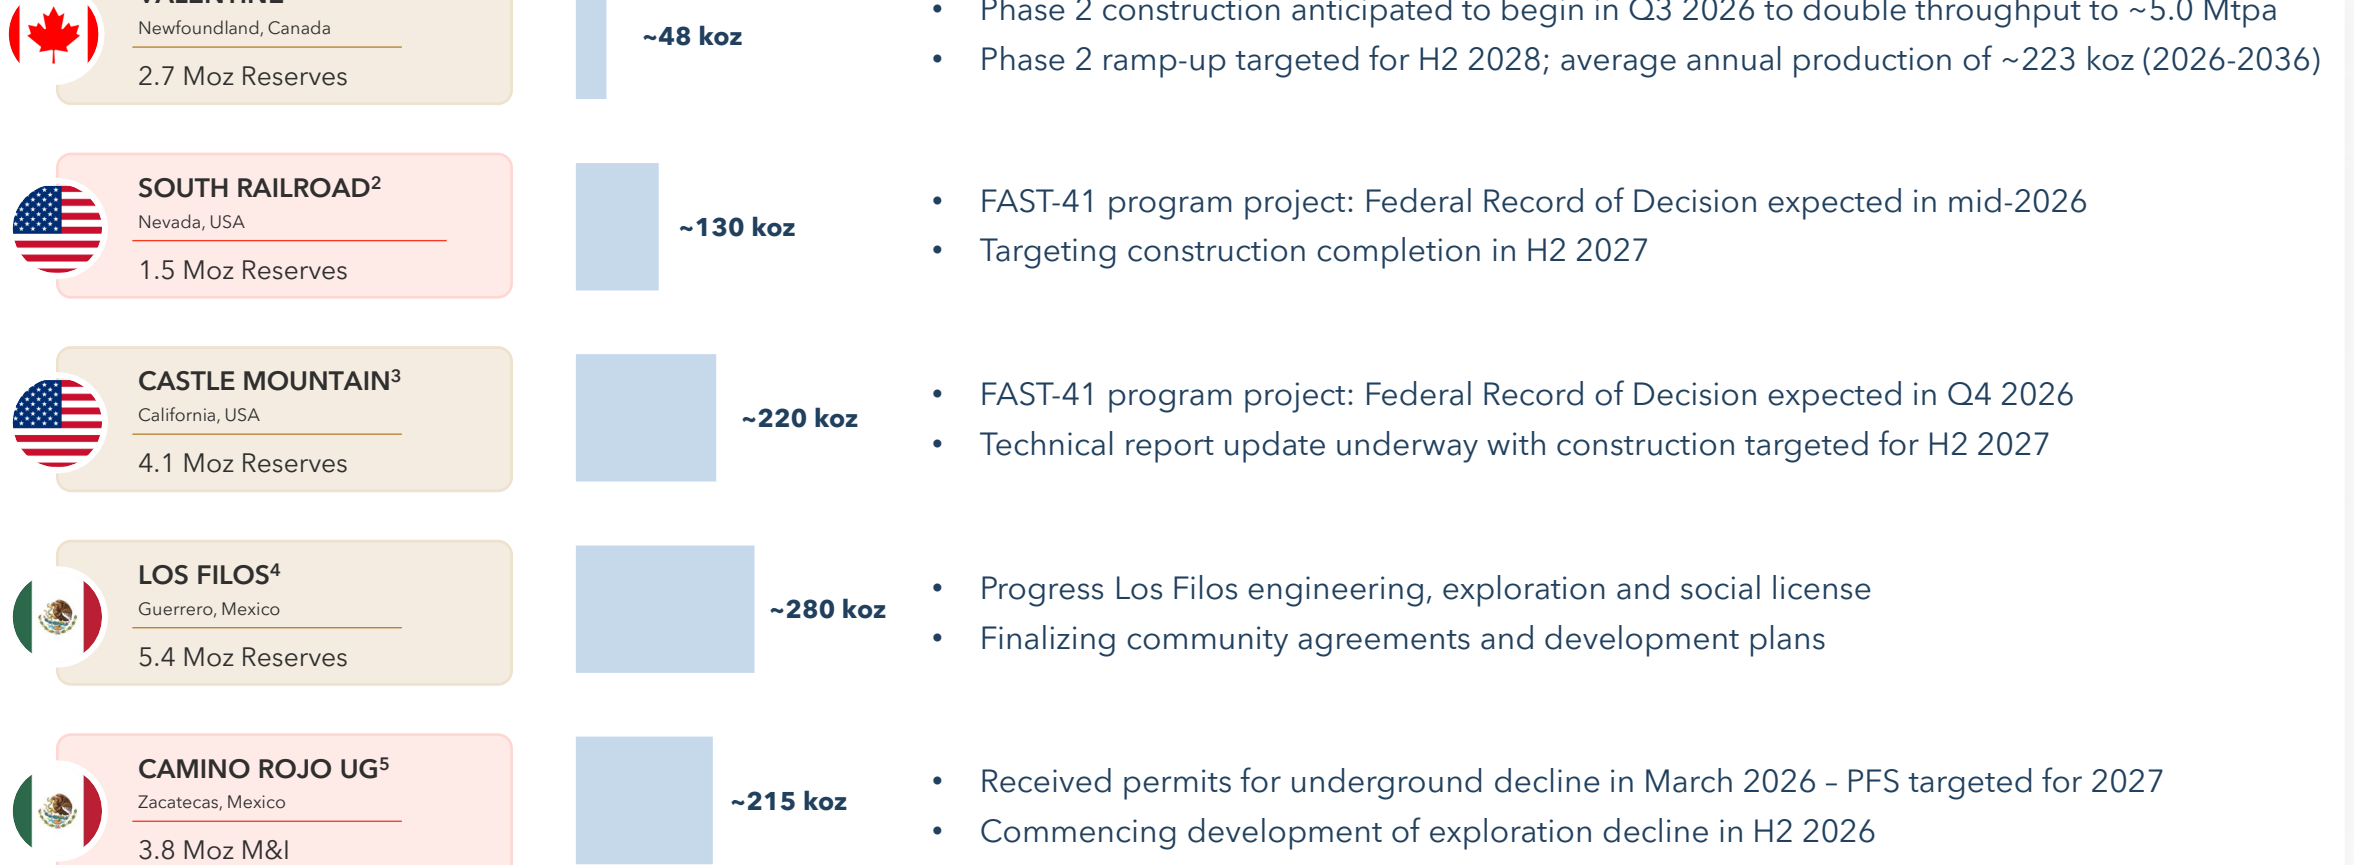 VALENTINE
Newfoundland, Canada
2.7 Moz Reserves
~48 koz
• Phase 2 construction anticipated to begin in Q3 2026 to double throughput to ~5.0 Mtpa
• Phase 2 ramp-up targeted for H2 2028; average annual production of ~223 koz (2026-2036)
SOUTH RAILROAD²
Nevada, USA
1.5 Moz Reserves
~130 koz
• FAST-41 program project: Federal Record of Decision expected in mid-2026
• Targeting construction completion in H2 2027
CASTLE MOUNTAIN³
California, USA
4.1 Moz Reserves
~220 koz
• FAST-41 program project: Federal Record of Decision expected in Q4 2026
• Technical report update underway with construction targeted for H2 2027
LOS FILOS⁴
Guerrero, Mexico
5.4 Moz Reserves
~280 koz
• Progress Los Filos engineering, exploration and social license
• Finalizing community agreements and development plans
CAMINO ROJO UG⁵
Zacatecas, Mexico
3.8 Moz M&I
~215 koz
• Received permits for underground decline in March 2026 – PFS targeted for 2027
• Commencing development of exploration decline in H2 2026